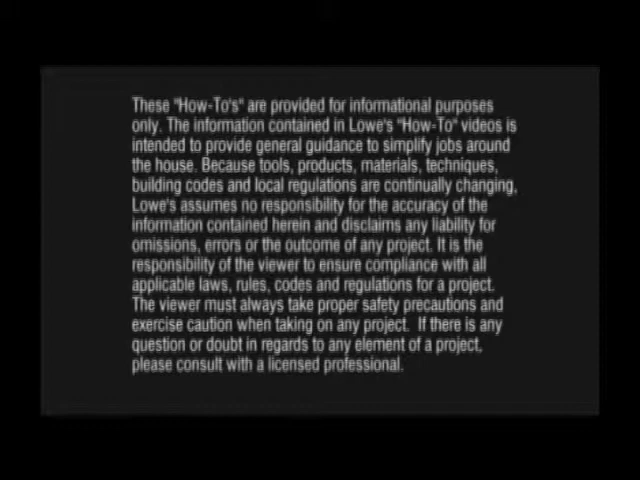 These "How-To's" are provided for informational purposes
only. The information contained in Lowe's "How-To" videos is
intended to provide general guidance to simplify jobs around
the house. Because tools, products, materials, techniques,
building codes and local regulations are continually changing,
Lowe's assumes no responsibility for the accuracy of the
information contained herein and disclaims any liability for
omissions, errors or the outcome of any project. It is the
responsibility of the viewer to ensure compliance with all
applicable laws, rules, codes and regulations for a project.
The viewer must always take proper safety precautions and
exercise caution when taking on any project. If there is any
question or doubt in regards to any element of a project,
please consult with a licensed professional.